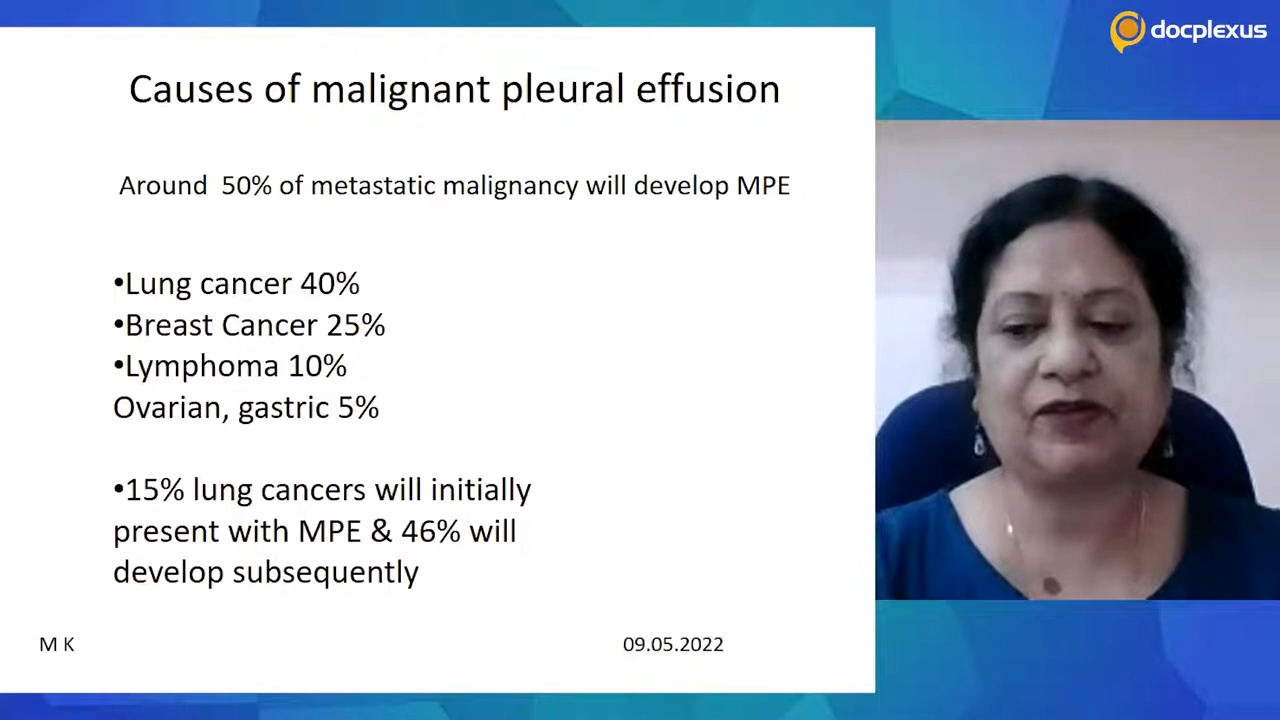 docplexus
Causes of malignant pleural effusion
Around 50% of metastatic malignancy will develop MPE
•Lung cancer 40%
•Breast Cancer 25%
•Lymphoma 10%
Ovarian, gastric 5%
•15% lung cancers will initially
present with MPE & 46% will
develop subsequently
M K
09.05.2022